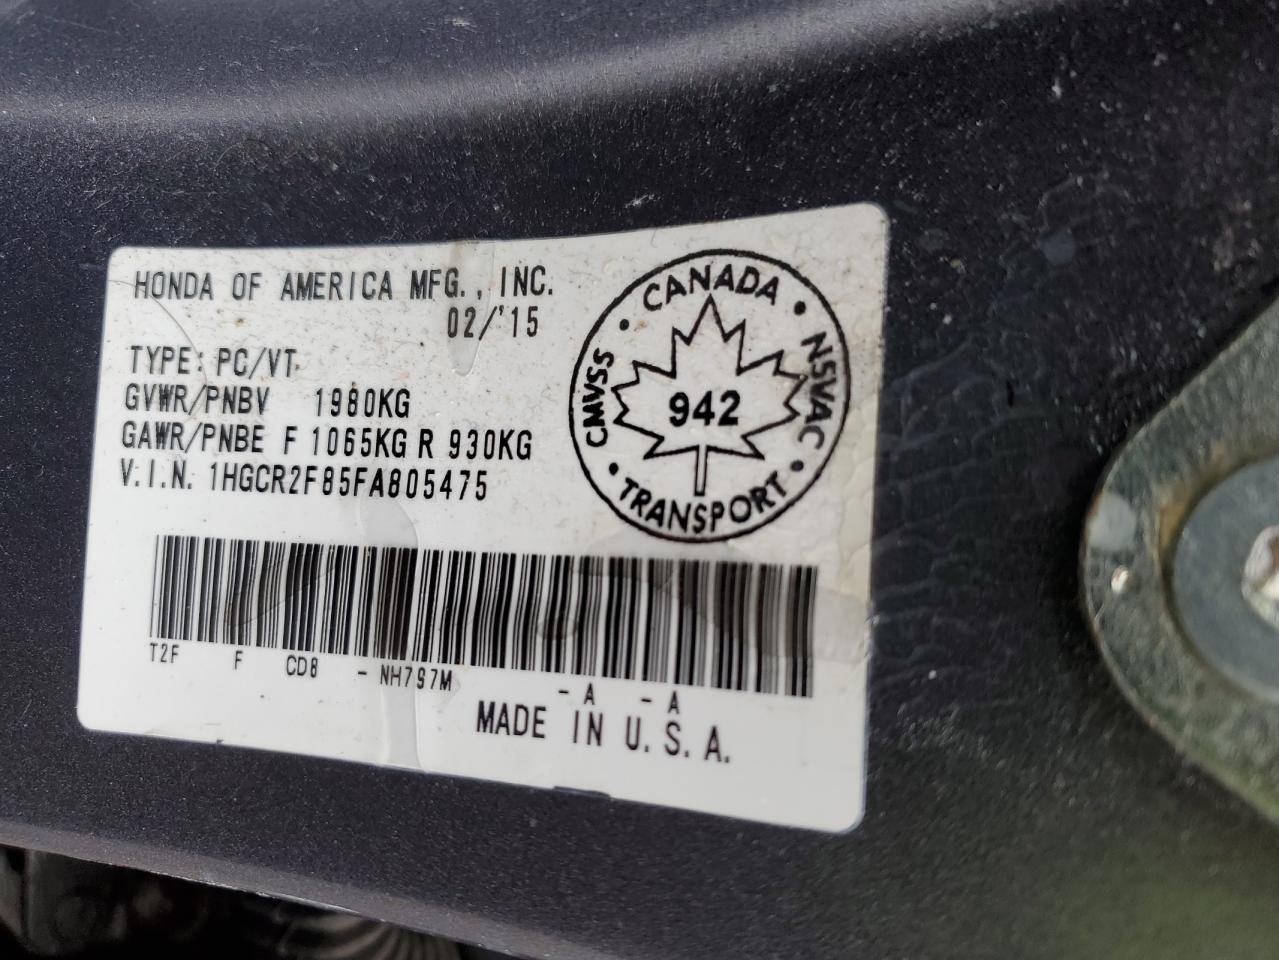 HONDA OF AMERICA MFG., INC.
02/'15
TYPE: PC/VT
GVWR/PNBV 1980KG
GAWR/PNBE F 1065KG R 930KG
V.I.N. 1HGCR2F85FA805475
CANADA • NSVAC • TRANSPORT • CMVSS •
942
T2F F CD8 - NH797M - A - A
MADE IN U.S.A.